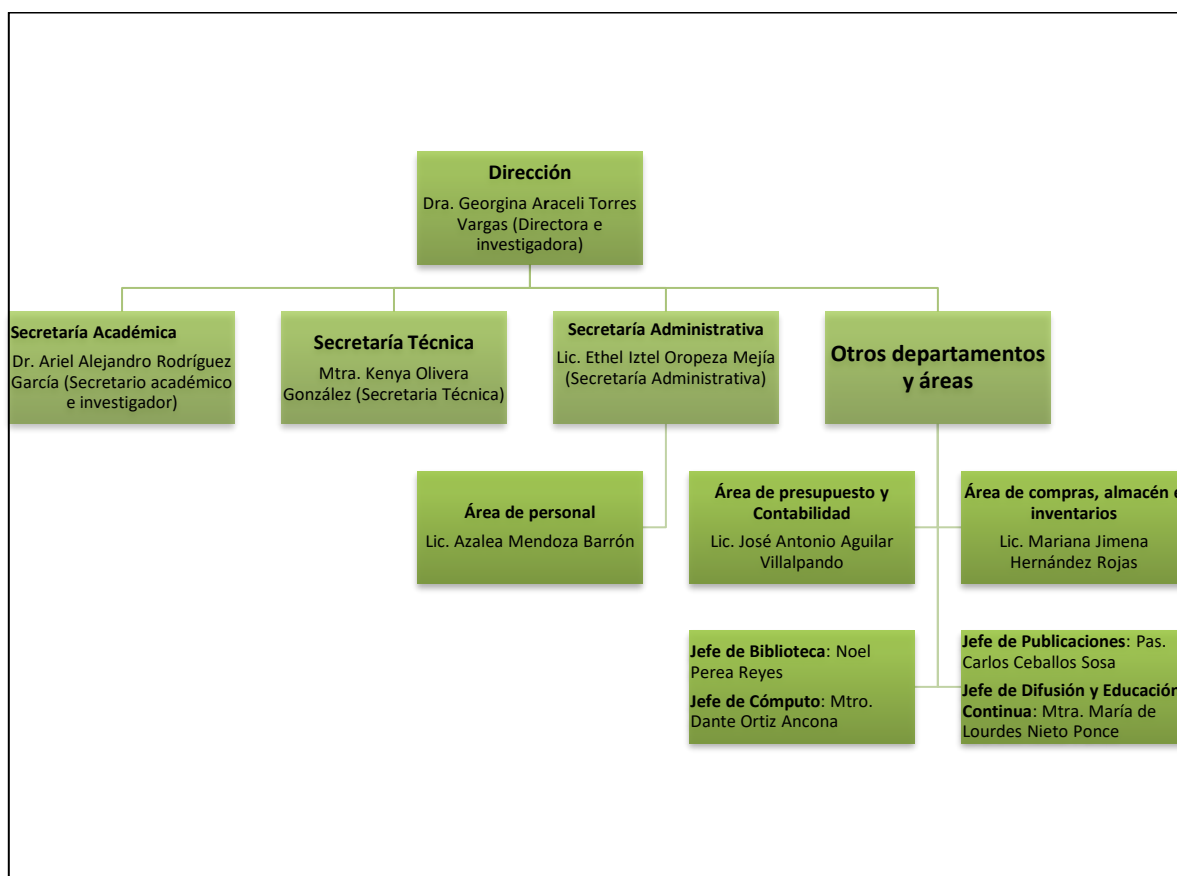 Dirección
Dra. Georgina Araceli Torres
Vargas (Directora e
investigadora)
Secretaría Académica
Dr. Ariel Alejandro Rodríguez
García (Secretario académico
e investigador)
Secretaría Técnica
Mtra. Kenya Olivera
González (Secretaria Técnica)
Secretaría Administrativa
Lic. Ethel Iztel Oropeza Mejía
(Secretaría Administrativa)
Otros departamentos
y áreas
Área de personal
Lic. Azalea Mendoza Barrón
Área de presupuesto y
Contabilidad
Lic. José Antonio Aguilar
Villalpando
Área de compras, almacén e
inventarios
Lic. Mariana Jimena
Hernández Rojas
Jefe de Biblioteca: Noel
Perea Reyes
Jefe de Cómputo: Mtro.
Dante Ortiz Ancona
Jefe de Publicaciones: Pas.
Carlos Ceballos Sosa
Jefe de Difusión y Educación
Continua: Mtra. María de
Lourdes Nieto Ponce